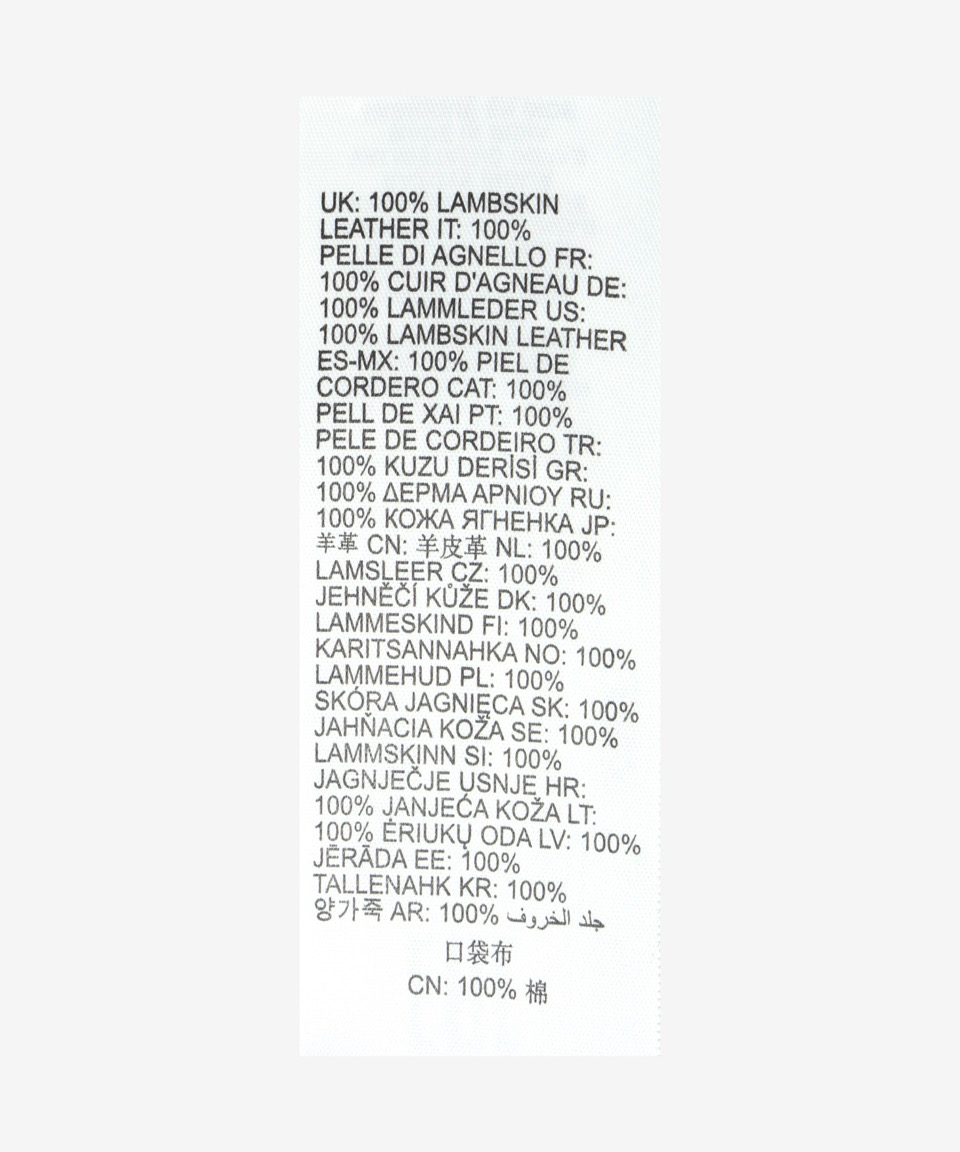 UK: 100% LAMBSKIN
LEATHER IT: 100%
PELLE DI AGNELLO FR:
100% CUIR D'AGNEAU DE:
100% LAMMLEDER US:
100% LAMBSKIN LEATHER
ES-MX: 100% PIEL DE
CORDERO CAT: 100%
PELL DE XAI PT: 100%
PELE DE CORDEIRO TR:
100% KUZU DERİSİ GR:
100% ΔΕΡΜΑ ΑΡΝΙΟΥ RU:
100% КОЖА ЯГНЕНКА JP:
羊革 CN: 羊皮革 NL: 100%
LAMSLEER CZ: 100%
JEHNĚČÍ KŮŽE DK: 100%
LAMMESKIND FI: 100%
KARITSANNAHKA NO: 100%
LAMMEHUD PL: 100%
SKÓRA JAGNIĘCA SK: 100%
JAHŇACIA KOŽA SE: 100%
LAMMSKINN SI: 100%
JAGNJEČJE USNJE HR:
100% JANJEĆA KOŽA LT:
100% ĖRIUKŲ ODA LV: 100%
JĒRĀDA EE: 100%
TALLENAHK KR: 100%
양가죽 AR: 100% جلد الخروف
口袋布
CN: 100% 棉